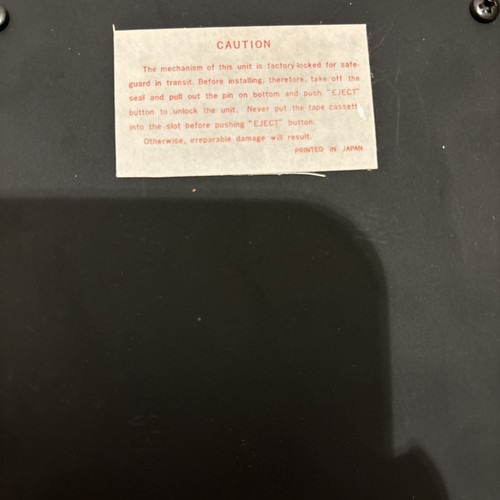 CAUTION
The mechanism of this unit is factory-locked for safe-
guard in transit. Before installing, therefore, take off the
seal and pull out the pin on bottom and push "EJECT"
button to unlock the unit. Never put the tape cassett
into the slot before pushing "EJECT" button.
Otherwise, irreparable damage will result.
PRINTED IN JAPAN